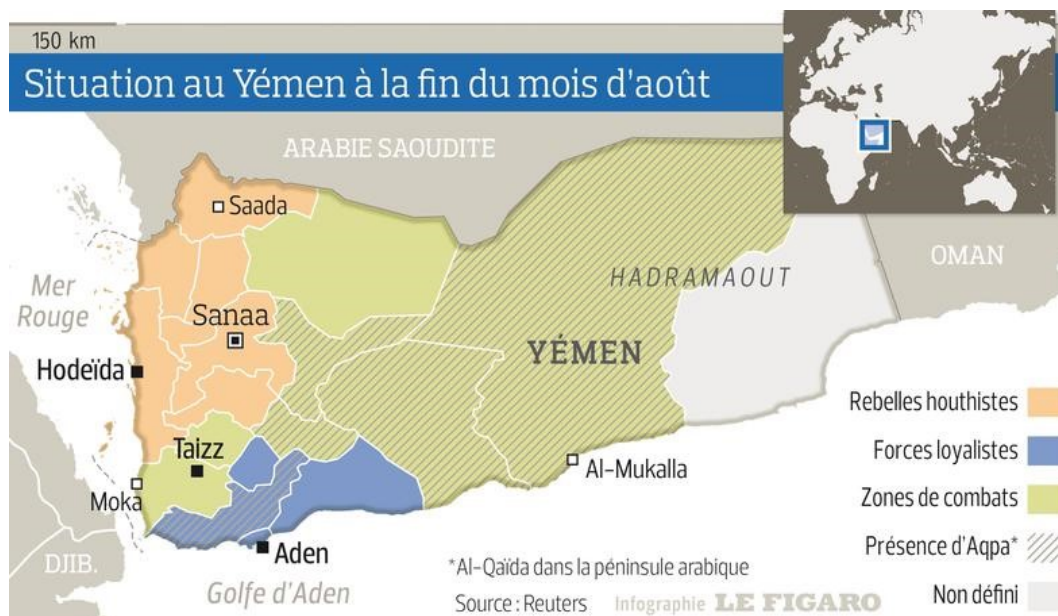 150 km
Situation au Yémen à la fin du mois d'août
ARABIE SAOUDITE
Saada
OMAN
HADRAMAOUT
Mer
Rouge
Sanaa
YÉMEN
Hodeïda
Rebelles houthistes
Taizz
Forces loyalistes
Al-Mukalla
Moka
Zones de combats
Aden
Présence d'Aqpa*
DJIB.
*Al-Qaïda dans la péninsule arabique
Golfe d'Aden
Non défini
Source : Reuters Infographie LE FIGARO